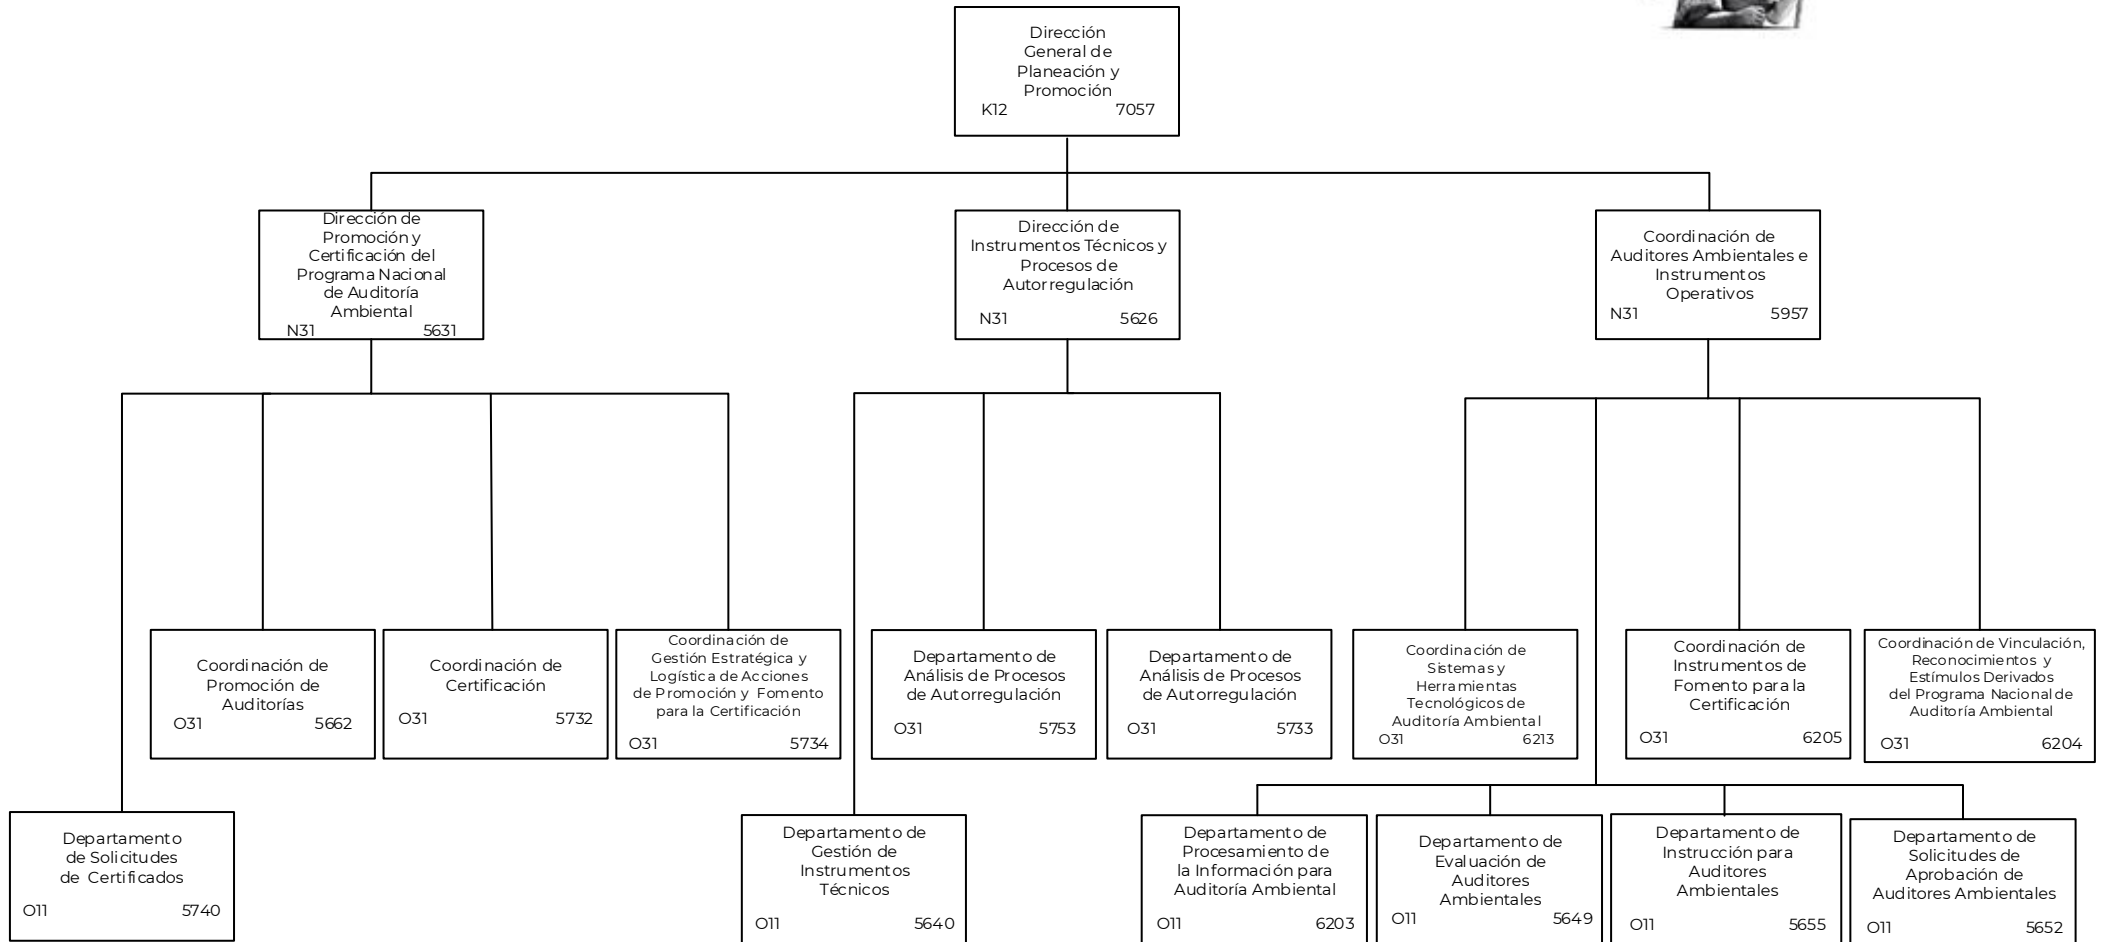 Dirección
General de
Planeación y
Promoción
K12 7057
Dirección de
Promoción y
Certificación del
Programa Nacional
de Auditoría
Ambiental
N31 5631
Dirección de
Instrumentos Técnicos y
Procesos de
Autorregulación
N31 5626
Coordinación de
Auditores Ambientales e
Instrumentos
Operativos
N31 5957
Coordinación de
Promoción de
Auditorías
O31 5662
Coordinación de
Certificación
O31 5732
Coordinación de
Gestión Estratégica y
Logística de Acciones
de Promoción y Fomento
para la Certificación
O31 5734
Departamento de
Análisis de Procesos
de Autorregulación
O31 5753
Departamento de
Análisis de Procesos
de Autorregulación
O31 5733
Coordinación de
Sistemas y
Herramientas
Tecnológicos de
Auditoría Ambiental
O31 6213
Coordinación de
Instrumentos de
Fomento para la
Certificación
O31 6205
Coordinación de Vinculación,
Reconocimientos y
Estímulos Derivados
del Programa Nacional de
Auditoría Ambiental
O31 6204
Departamento
de Solicitudes
de Certificados
O11 5740
Departamento de
Gestión de
Instrumentos
Técnicos
O11 5640
Departamento de
Procesamiento de
la Información para
Auditoría Ambiental
O11 6203
Departamento de
Evaluación de
Auditores
Ambientales
O11 5649
Departamento de
Instrucción para
Auditores
Ambientales
O11 5655
Departamento de
Solicitudes de
Aprobación de
Auditores Ambientales
O11 5652